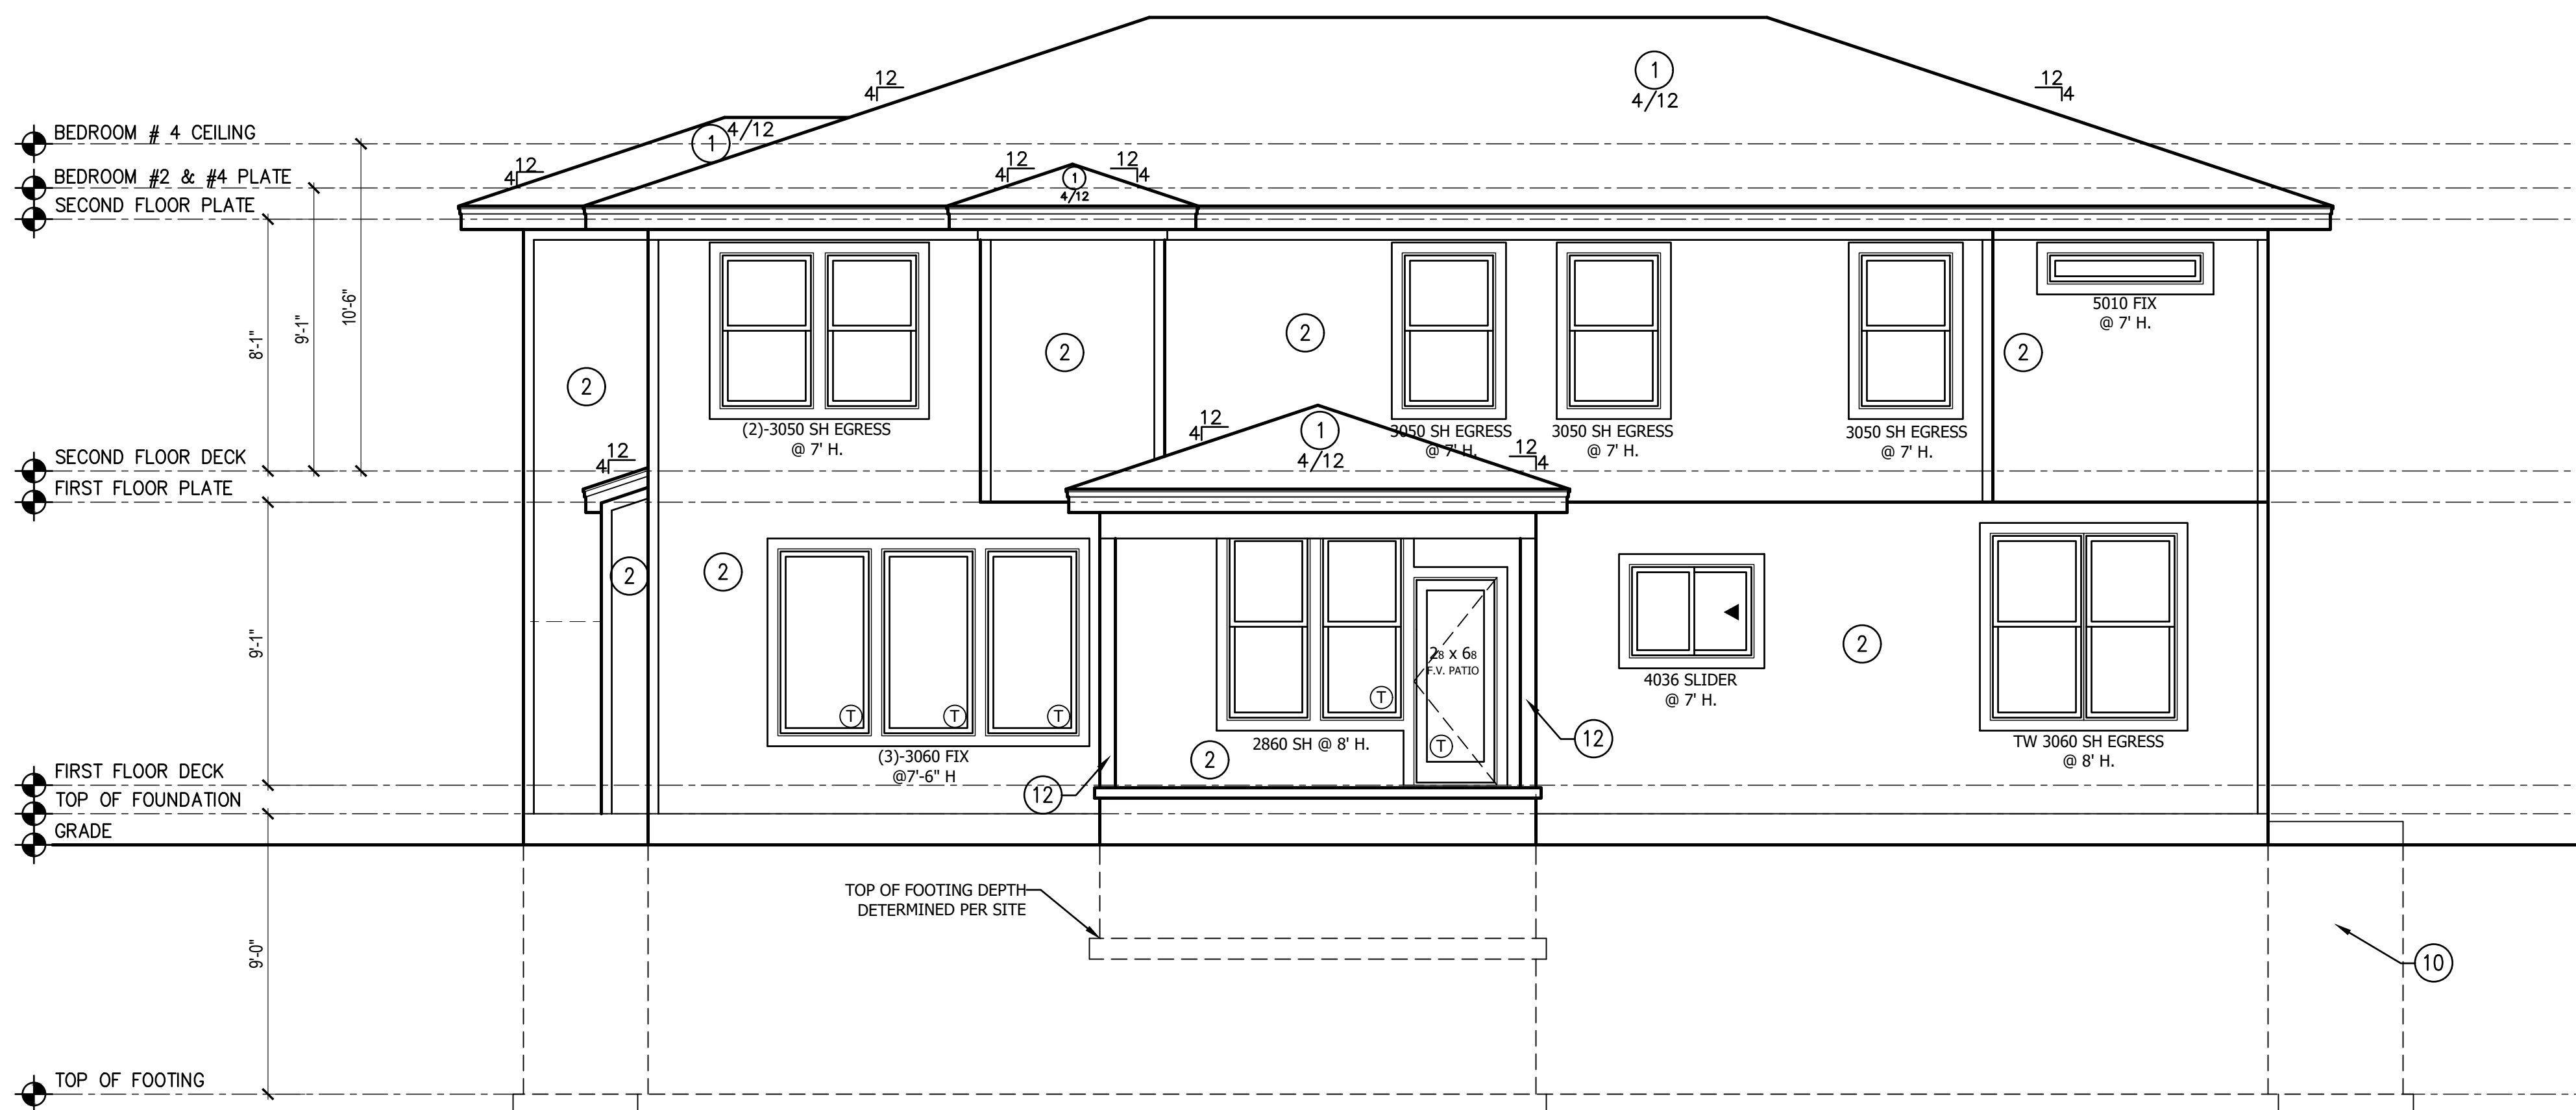 12
4
1
4/12
12
4
BEDROOM # 4 CEILING
1
4/12
12
4
BEDROOM #2 & #4 PLATE
12
4
1
4/12
12
4
SECOND FLOOR PLATE
8'-1"
9'-1"
10'-6"
2
2
2
2
5010 FIX
@ 7' H.
(2)-3050 SH EGRESS
@ 7' H.
3050 SH EGRESS
@ 7' H.
3050 SH EGRESS
@ 7' H.
3050 SH EGRESS
@ 7' H.
12
4
1
4/12
12
4
SECOND FLOOR DECK
12
4
FIRST FLOOR PLATE
9'-1"
2
2
2
28 x 68
F.V. PATIO
4036 SLIDER
@ 7' H.
T
T
T
T
T
(3)-3060 FIX
@7'-6" H
2860 SH @ 8' H.
2
12
12
TW 3060 SH EGRESS
@ 8' H.
FIRST FLOOR DECK
TOP OF FOUNDATION
GRADE
TOP OF FOOTING DEPTH
DETERMINED PER SITE
9'-0"
10
TOP OF FOOTING